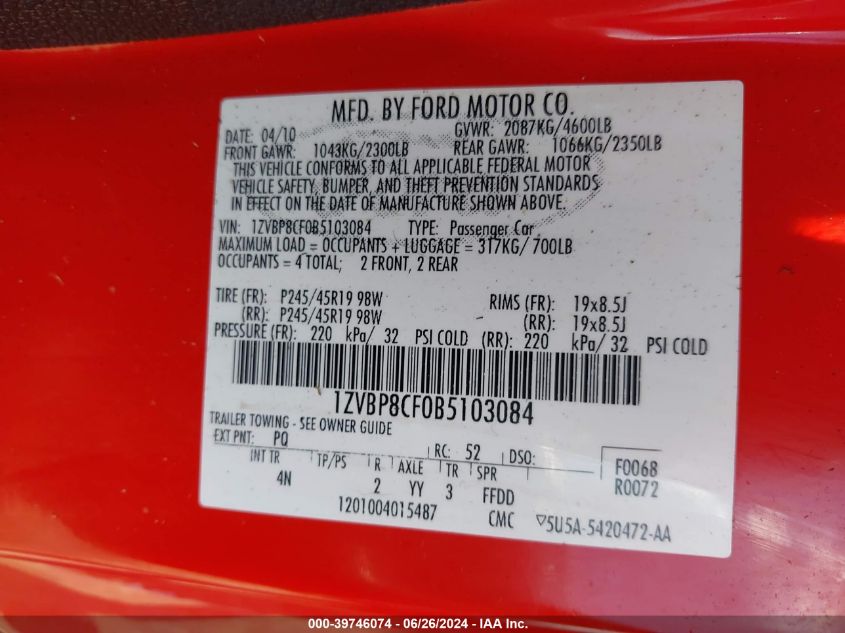 MFD. BY FORD MOTOR CO.
DATE: 04/10 GVWR: 2087KG/4600LB
FRONT GAWR: 1043KG/2300LB REAR GAWR: 1066KG/2350LB
THIS VEHICLE CONFORMS TO ALL APPLICABLE FEDERAL MOTOR
VEHICLE SAFETY, BUMPER, AND THEFT PREVENTION STANDARDS
IN EFFECT ON THE DATE OF MANUFACTURE SHOWN ABOVE.
VIN: 1ZVBP8CF0B5103084 TYPE: Passenger Car
MAXIMUM LOAD = OCCUPANTS + LUGGAGE = 317KG/700LB
OCCUPANTS = 4 TOTAL; 2 FRONT, 2 REAR
TIRE (FR): P245/45R19 98W RIMS (FR): 19x8.5J
(RR): P245/45R19 98W (RR): 19x8.5J
PRESSURE (FR): 220 kPa/ 32 PSI COLD (RR): 220 kPa/ 32 PSI COLD
1ZVBP8CF0B5103084
TRAILER TOWING - SEE OWNER GUIDE
EXT PNT: PQ RC: 52 DSO: F0068
INT TR TP/PS R AXLE TR SPR R0072
4N 2 YY 3 FFDD
1201004015487 CMC ▽5U5A-5420472-AA
000-39746074 - 06/26/2024 - IAA Inc.